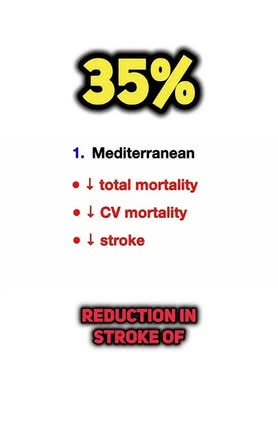 35%
1. Mediterranean
• ↓ total mortality
• ↓ CV mortality
• ↓ stroke
REDUCTION IN
STROKE OF